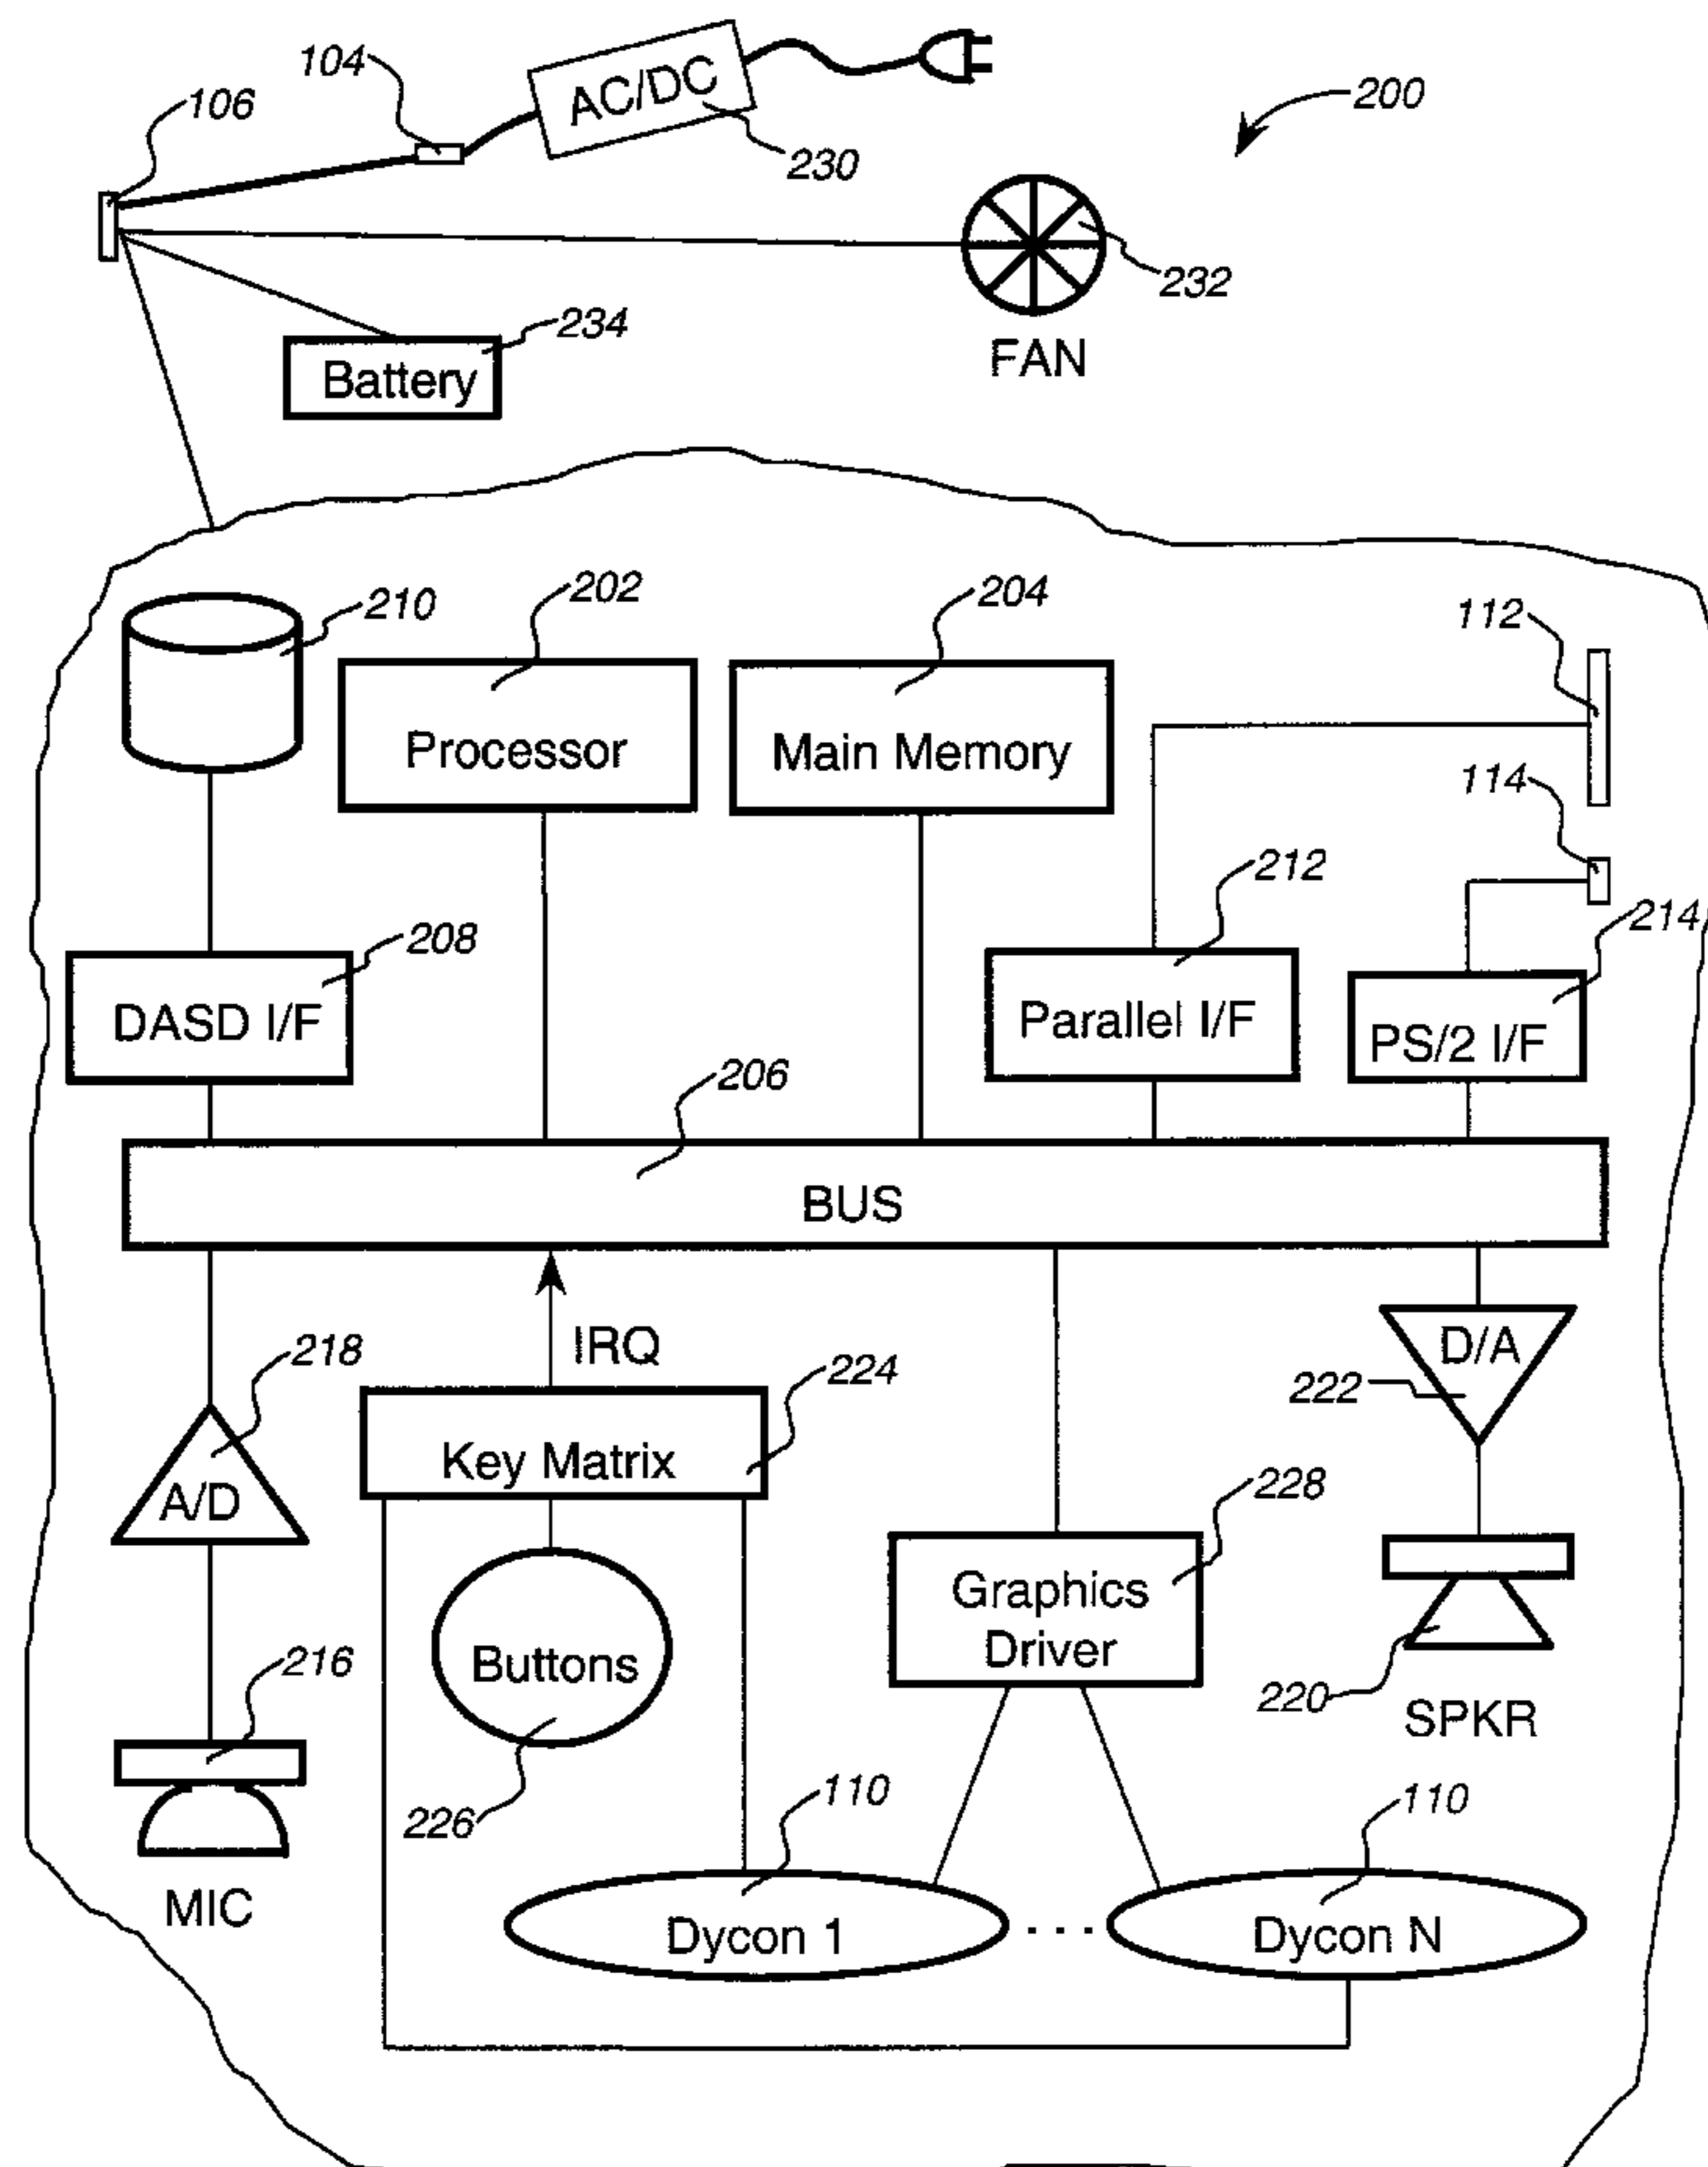 104
AC/DC
200
106
230
232
234
FAN
Battery
202
204
210
112
Processor
Main Memory
114
212
214
208
DASD I/F
Parallel I/F
PS/2 I/F
206
BUS
IRQ
D/A
218
224
222
Key Matrix
228
A/D
Graphics
Driver
216
Buttons
220
SPKR
226
110
110
MIC
Dycon 1
...
Dycon N